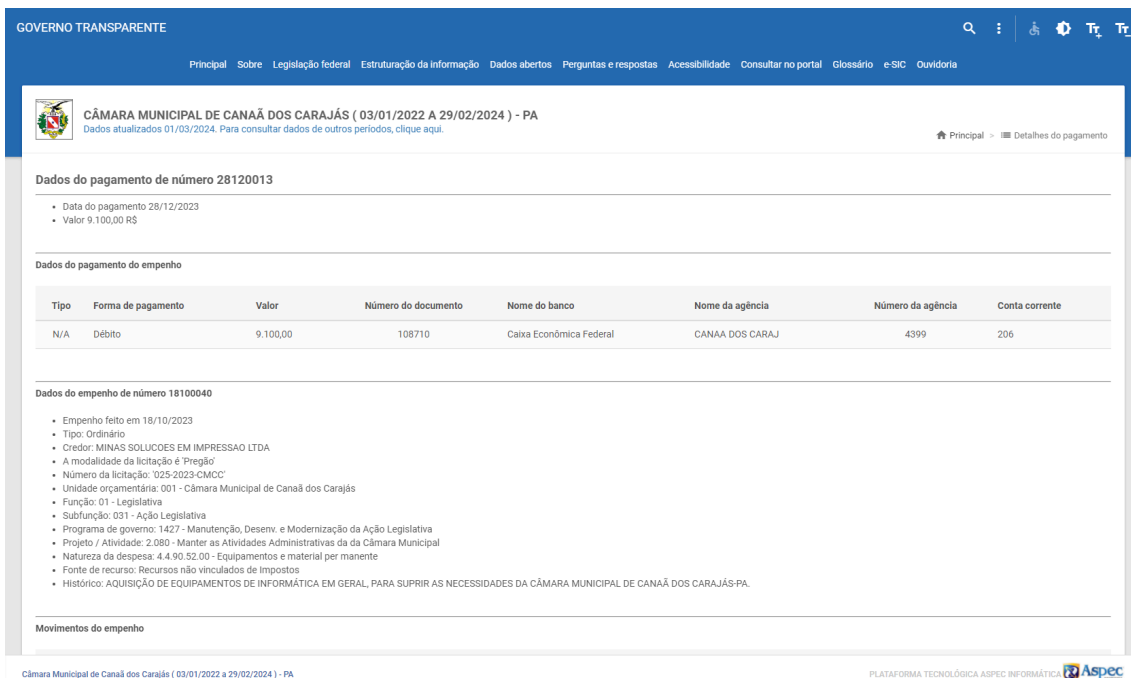 GOVERNO TRANSPARENTE
Principal Sobre Legislação federal Estruturação da informação Dados abertos Perguntas e respostas Acessibilidade Consultar no portal Glossário e-SIC Ouvidoria
CÂMARA MUNICIPAL DE CANAÃ DOS CARAJÁS ( 03/01/2022 A 29/02/2024 ) - PA
Dados atualizados 01/03/2024. Para consultar dados de outros períodos, clique aqui.
Principal > Detalhes do pagamento
Dados do pagamento de número 28120013
• Data do pagamento 28/12/2023
• Valor 9.100,00 R$
Dados do pagamento do empenho
Tipo Forma de pagamento Valor Número do documento Nome do banco Nome da agência Número da agência Conta corrente
N/A Débito 9.100,00 108710 Caixa Econômica Federal CANAA DOS CARAJ 4399 206
Dados do empenho de número 18100040
• Empenho feito em 18/10/2023
• Tipo: Ordinário
• Credor: MINAS SOLUCOES EM IMPRESSAO LTDA
• A modalidade da licitação é 'Pregão'
• Número da licitação: '025-2023-CMCC'
• Unidade orçamentária: 001 - Câmara Municipal de Canaã dos Carajás
• Função: 01 - Legislativa
• Subfunção: 031 - Ação Legislativa
• Programa de governo: 1427 - Manutenção, Desenv. e Modernização da Ação Legislativa
• Projeto / Atividade: 2.080 - Manter as Atividades Administrativas da da Câmara Municipal
• Natureza da despesa: 4.4.90.52.00 - Equipamentos e material per manente
• Fonte de recurso: Recursos não vinculados de Impostos
• Histórico: AQUISIÇÃO DE EQUIPAMENTOS DE INFORMÁTICA EM GERAL, PARA SUPRIR AS NECESSIDADES DA CÂMARA MUNICIPAL DE CANAÃ DOS CARAJÁS-PA.
Movimentos do empenho
Câmara Municipal de Canaã dos Carajás ( 03/01/2022 a 29/02/2024 ) - PA
PLATAFORMA TECNOLÓGICA ASPEC INFORMÁTICA Aspec